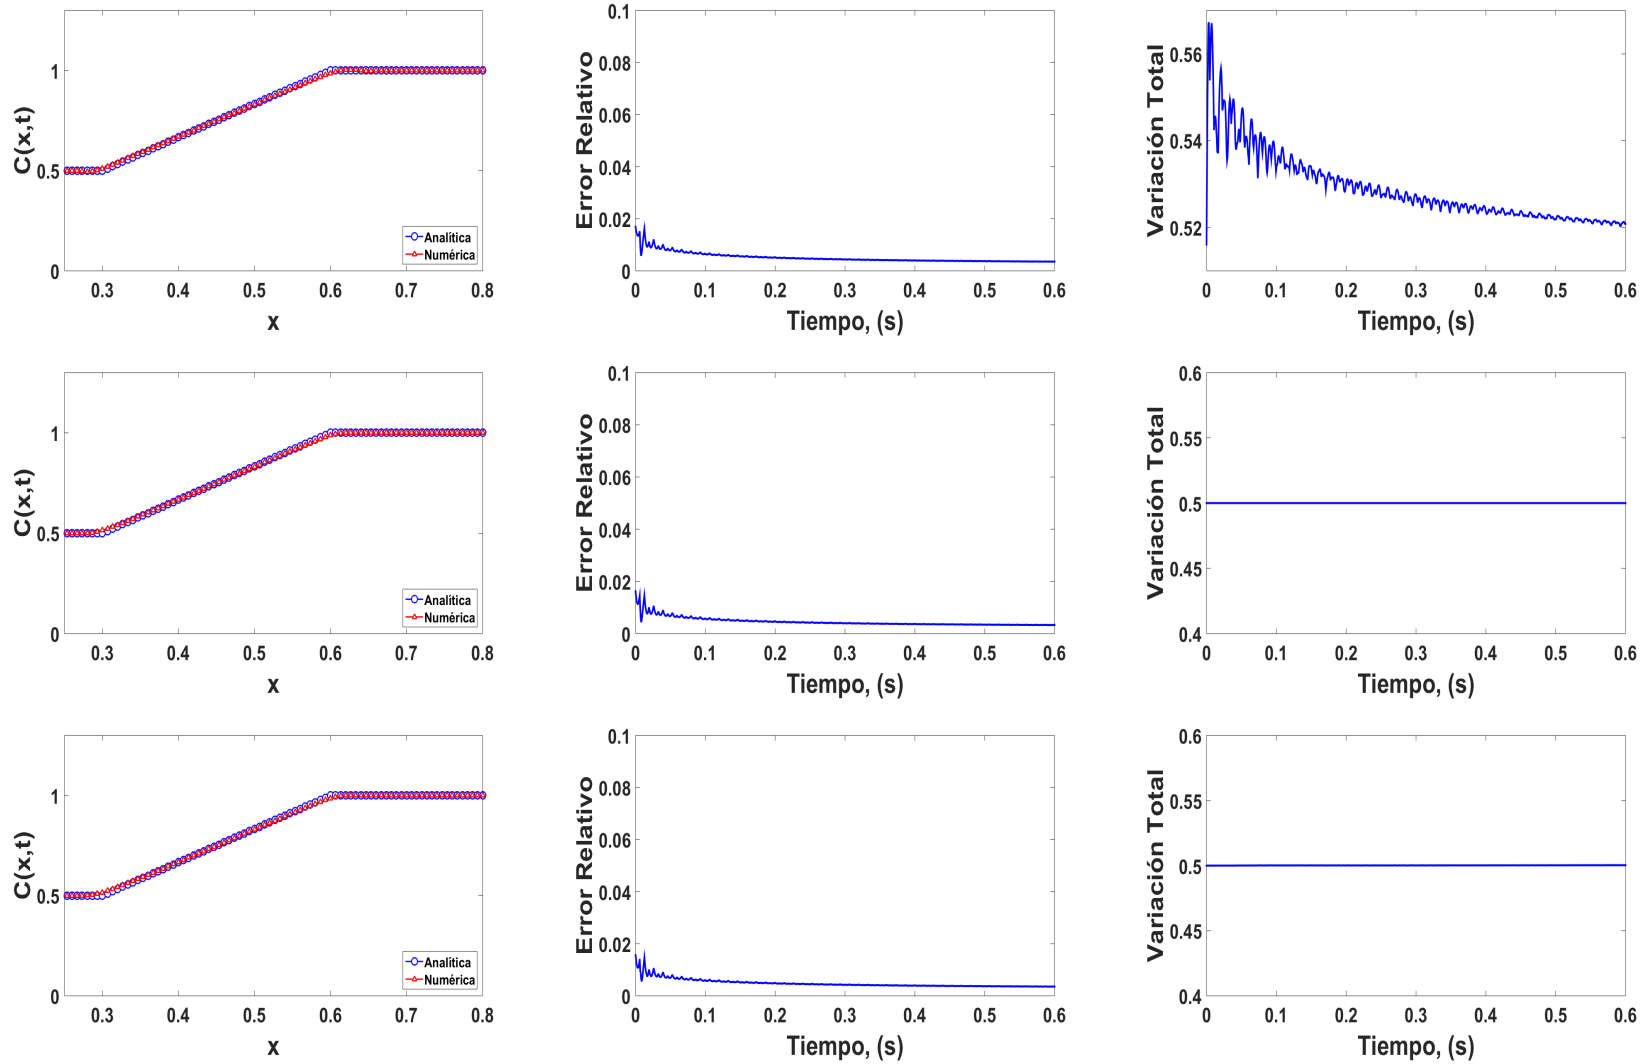 C(x,t)
1
0.5
0
0.3 0.4 0.5 0.6 0.7 0.8
x
Analítica
Numérica
Error Relativo
0.1
0.08
0.06
0.04
0.02
0
0 0.1 0.2 0.3 0.4 0.5 0.6
Tiempo, (s)
Variación Total
0.56
0.54
0.52
0 0.1 0.2 0.3 0.4 0.5 0.6
Tiempo, (s)
C(x,t)
1
0.5
0
0.3 0.4 0.5 0.6 0.7 0.8
x
Analítica
Numérica
Error Relativo
0.1
0.08
0.06
0.04
0.02
0
0 0.1 0.2 0.3 0.4 0.5 0.6
Tiempo, (s)
Variación Total
0.6
0.55
0.5
0.45
0.4
0 0.1 0.2 0.3 0.4 0.5 0.6
Tiempo, (s)
C(x,t)
1
0.5
0
0.3 0.4 0.5 0.6 0.7 0.8
x
Analítica
Numérica
Error Relativo
0.1
0.08
0.06
0.04
0.02
0
0 0.1 0.2 0.3 0.4 0.5 0.6
Tiempo, (s)
Variación Total
0.6
0.55
0.5
0.45
0.4
0 0.1 0.2 0.3 0.4 0.5 0.6
Tiempo, (s)